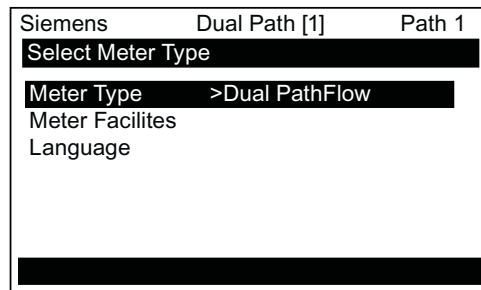 Siemens Dual Path [1] Path 1
Select Meter Type
Meter Type >Dual PathFlow
Meter Facilites
Language